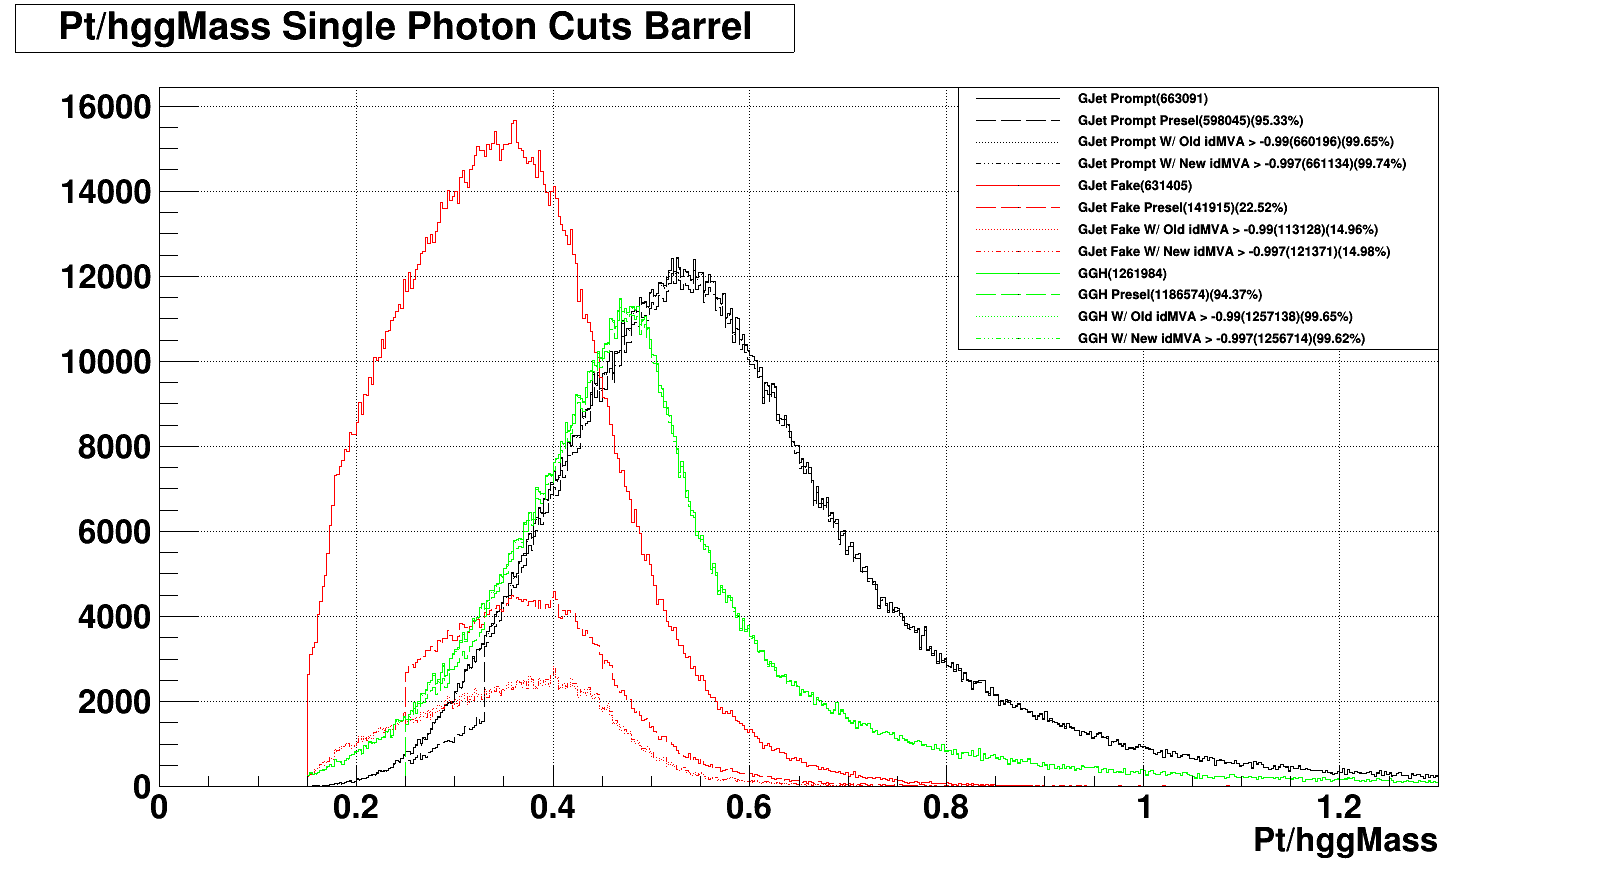 Pt/hggMass Single Photon Cuts Barrel
16000
14000
12000
10000
8000
6000
4000
2000
0
0 0.2 0.4 0.6 0.8 1 1.2
Pt/hggMass
GJet Prompt(663091)
GJet Prompt Presel(598045)(95.33%)
GJet Prompt W/ Old idMVA > -0.99(660196)(99.65%)
GJet Prompt W/ New idMVA > -0.997(661134)(99.74%)
GJet Fake(631405)
GJet Fake Presel(141915)(22.52%)
GJet Fake W/ Old idMVA > -0.99(113128)(14.96%)
GJet Fake W/ New idMVA > -0.997(121371)(14.98%)
GGH(1261984)
GGH Presel(1186574)(94.37%)
GGH W/ Old idMVA > -0.99(1257138)(99.65%)
GGH W/ New idMVA > -0.997(1256714)(99.62%)